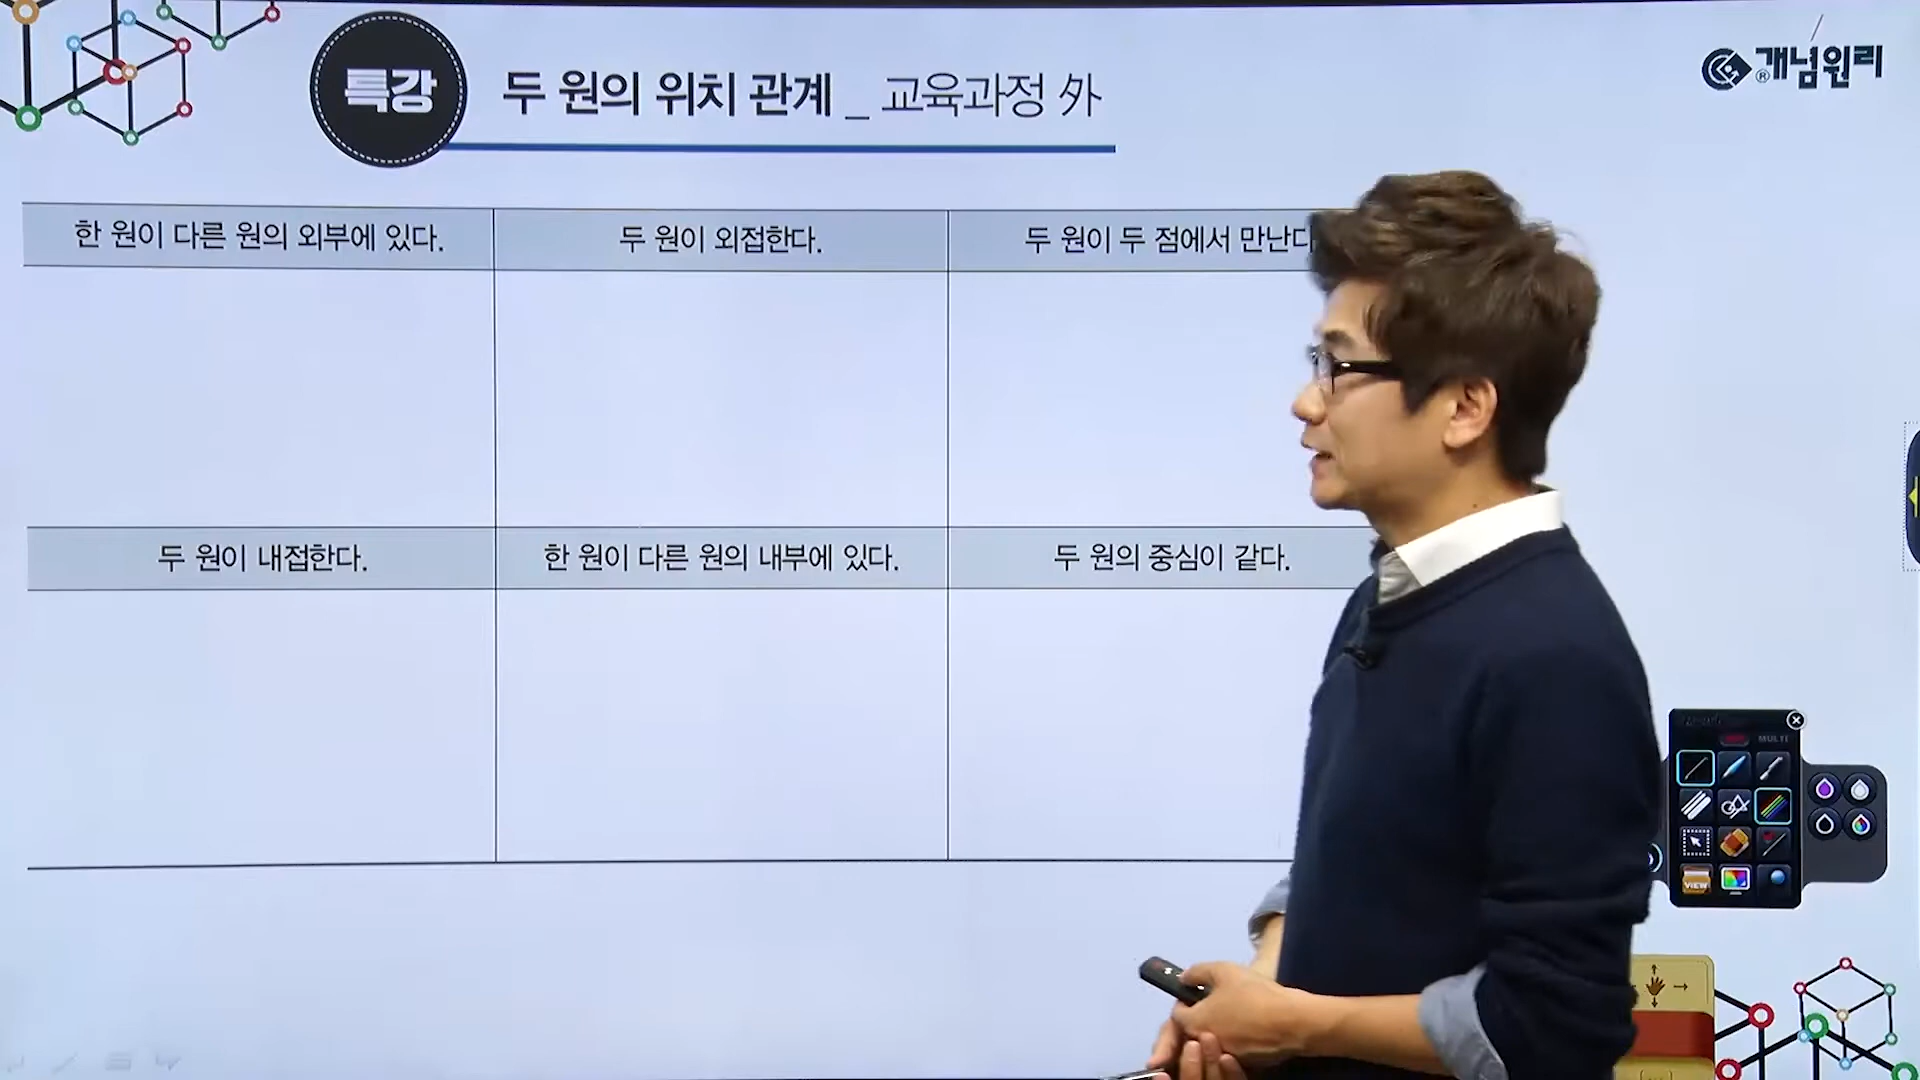 특강
두 원의 위치 관계 _ 교육과정 外
® 개념원리
한 원이 다른 원의 외부에 있다.
두 원이 외접한다.
두 원이 두 점에서 만난다
두 원이 내접한다.
한 원이 다른 원의 내부에 있다.
두 원의 중심이 같다.
MULTI
VIEW